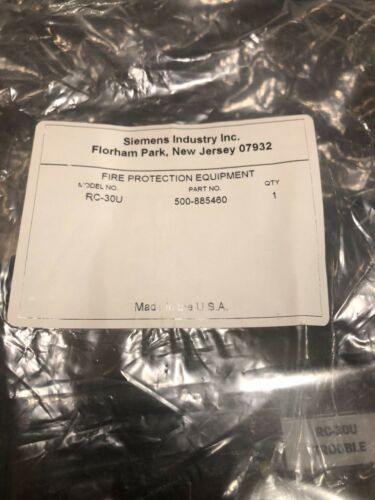 Siemens Industry Inc.
Florham Park, New Jersey 07932
FIRE PROTECTION EQUIPMENT
MODEL NO. PART NO. QTY
RC-30U 500-885460 1
Made in the U.S.A.
RC-30U
TROUBLE